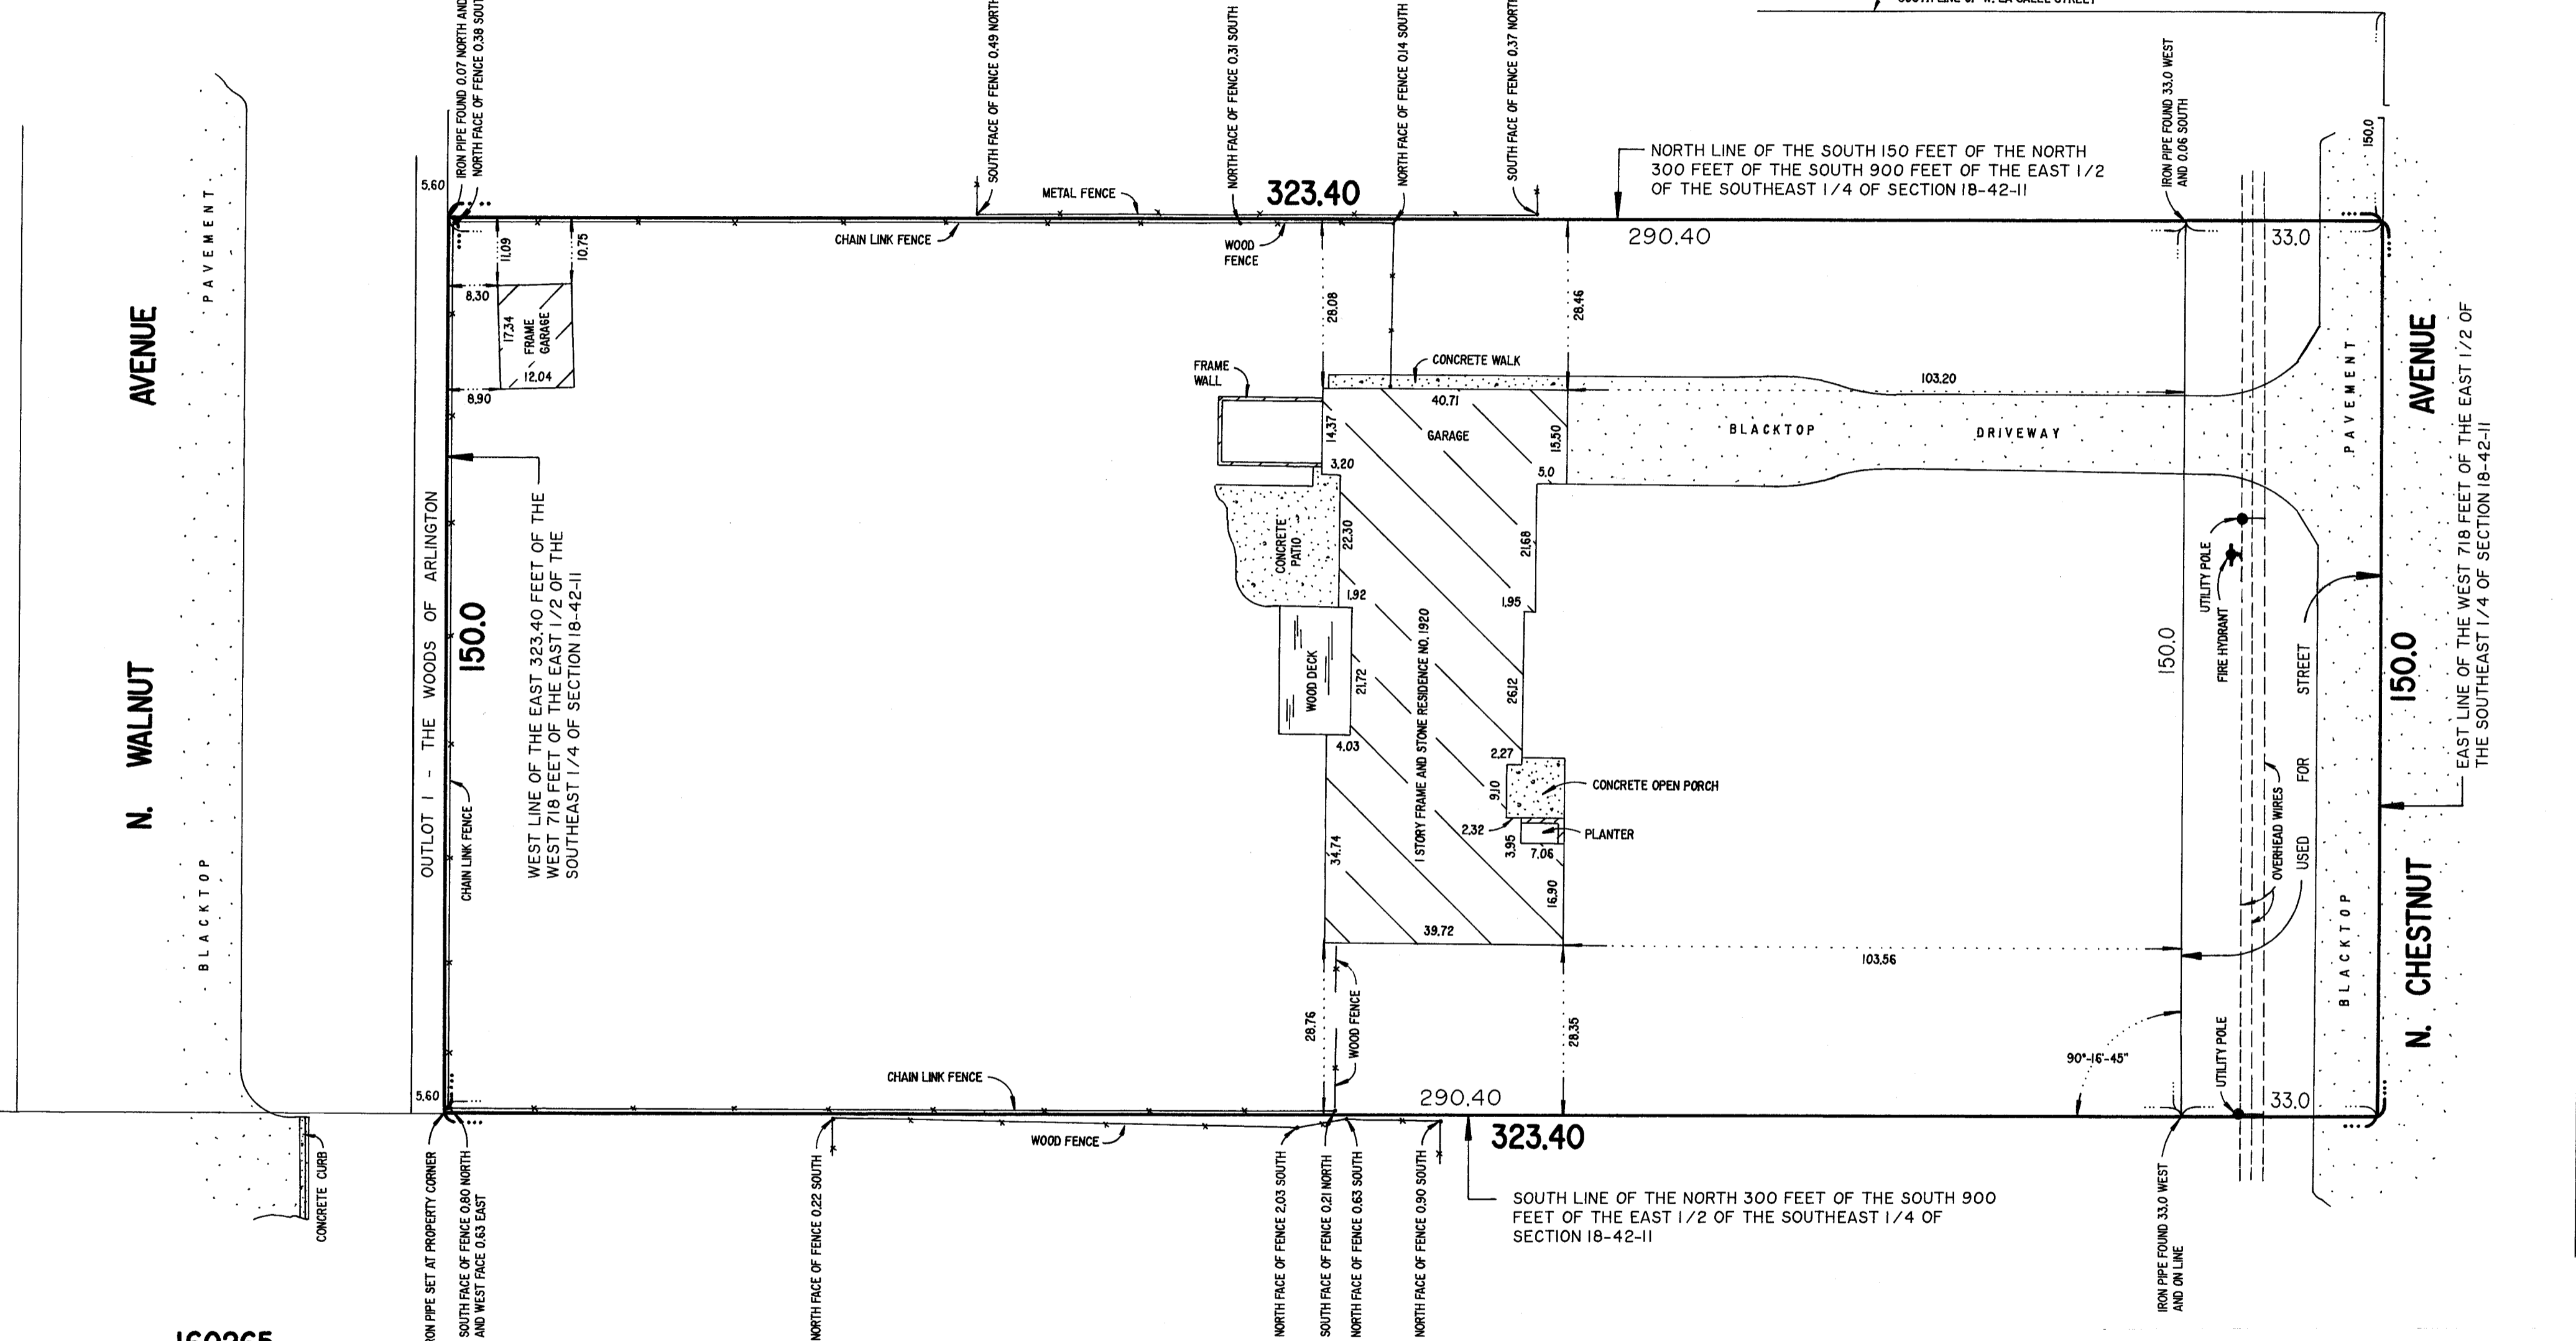 SOUTH FACE OF FENCE 0.49 NORTH
NORTH FACE OF FENCE 0.31 SOUTH
NORTH FACE OF FENCE 0.14 SOUTH
SOUTH FACE OF FENCE 0.37 NORTH
IRON PIPE FOUND 0.07 NORTH AND
NORTH FACE OF FENCE 0.38
IRON PIPE FOUND 33.0 WEST
AND 0.06 SOUTH
150.0
NORTH LINE OF THE SOUTH 150 FEET OF THE NORTH
300 FEET OF THE SOUTH 900 FEET OF THE EAST 1/2
OF THE SOUTHEAST 1/4 OF SECTION 18-42-11
5.60
METAL FENCE
323.40
CHAIN LINK FENCE
WOOD
FENCE
290.40
33.0
11.09
10.75
8.30
17.34
FRAME
GARAGE
12.04
8.90
28.08
28.46
FRAME
WALL
CONCRETE WALK
103.20
40.71
14.37
GARAGE
15.50
BLACKTOP DRIVEWAY
3.20
5.0
CONCRETE
PATIO
22.30
21.68
1.92
1.95
1 STORY FRAME AND STONE RESIDENCE NO. 1920
WOOD DECK
21.72
26.12
4.03
2.27
9.10
CONCRETE OPEN PORCH
2.32
PLANTER
3.95
7.06
34.74
16.90
39.72
103.56
28.76
WOOD FENCE
28.35
N. WALNUT AVENUE
BLACKTOP PAVEMENT
OUTLOT 1 - THE WOODS OF ARLINGTON
150.0
CHAIN LINK FENCE
WEST LINE OF THE EAST 323.40 FEET OF THE
WEST 718 FEET OF THE EAST 1/2 OF THE
SOUTHEAST 1/4 OF SECTION 18-42-11
150.0
UTILITY POLE
FIRE HYDRANT
OVERHEAD WIRES
USED FOR STREET
BLACKTOP PAVEMENT
150.0
N. CHESTNUT AVENUE
EAST LINE OF THE WEST 718 FEET OF THE EAST 1/2 OF
THE SOUTHEAST 1/4 OF SECTION 18-42-11
90°-16'-45"
UTILITY POLE
5.60
CHAIN LINK FENCE
290.40
33.0
WOOD FENCE
323.40
CONCRETE CURB
IRON PIPE SET AT PROPERTY CORNER
SOUTH FACE OF FENCE 0.80 NORTH
AND WEST FACE 0.63 EAST
NORTH FACE OF FENCE 0.22 SOUTH
NORTH FACE OF FENCE 2.03 SOUTH
SOUTH FACE OF FENCE 0.21 NORTH
NORTH FACE OF FENCE 0.63 SOUTH
NORTH FACE OF FENCE 0.90 SOUTH
SOUTH LINE OF THE NORTH 300 FEET OF THE SOUTH 900
FEET OF THE EAST 1/2 OF THE SOUTHEAST 1/4 OF
SECTION 18-42-11
IRON PIPE FOUND 33.0 WEST
AND ON LINE